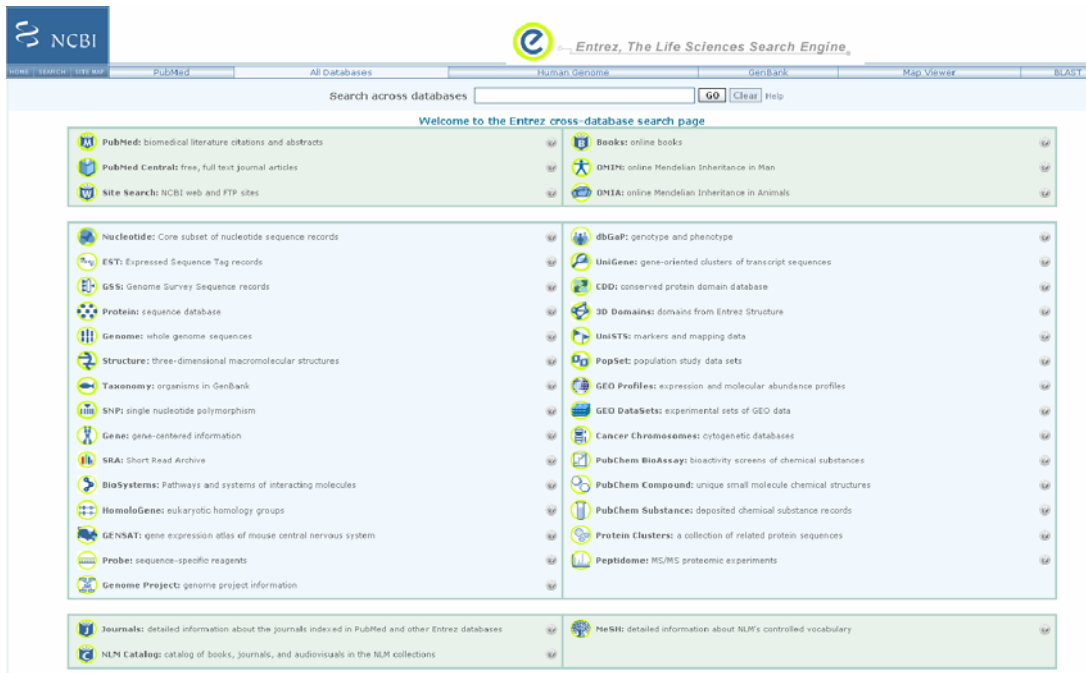 NCBI
Entrez, The Life Sciences Search Engine
HOME SEARCH SITE MAP PubMed All Databases Human Genome GenBank Map Viewer BLAST
Search across databases GO Clear Help
Welcome to the Entrez cross-database search page
PubMed: biomedical literature citations and abstracts
PubMed Central: free, full text journal articles
Site Search: NCBI web and FTP sites
Books: online books
OMIM: online Mendelian Inheritance in Man
OMIA: online Mendelian Inheritance in Animals
Nucleotide: Core subset of nucleotide sequence records
EST: Expressed Sequence Tag records
GSS: Genome Survey Sequence records
Protein: sequence database
Genome: whole genome sequences
Structure: three-dimensional macromolecular structures
Taxonomy: organisms in GenBank
SNP: single nucleotide polymorphism
Gene: gene-centered information
SRA: Short Read Archive
BioSystems: Pathways and systems of interacting molecules
HomoloGene: eukaryotic homology groups
GENSAT: gene expression atlas of mouse central nervous system
Probe: sequence-specific reagents
Genome Project: genome project information
dbGaP: genotype and phenotype
UniGene: gene-oriented clusters of transcript sequences
CDD: conserved protein domain database
3D Domains: domains from Entrez Structure
UniSTS: markers and mapping data
PopSet: population study data sets
GEO Profiles: expression and molecular abundance profiles
GEO DataSets: experimental sets of GEO data
Cancer Chromosomes: cytogenetic databases
PubChem BioAssay: bioactivity screens of chemical substances
PubChem Compound: unique small molecule chemical structures
PubChem Substance: deposited chemical substance records
Protein Clusters: a collection of related protein sequences
Peptidome: MS/MS proteomic experiments
Journals: detailed information about the journals indexed in PubMed and other Entrez databases
NLM Catalog: catalog of books, journals, and audiovisuals in the NLM collections
MeSH: detailed information about NLM's controlled vocabulary